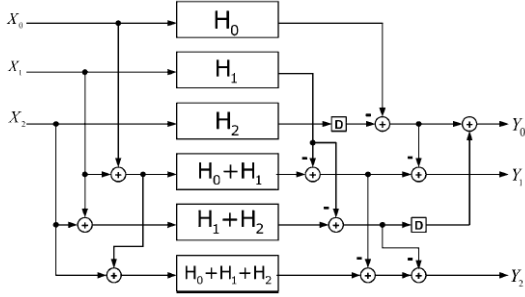 X₀ H₀
X₁ H₁
X₂ H₂ D - + + Y₀
+ H₀+H₁ - + - + Y₁
+ H₁+H₂ - + D
+ H₀+H₁+H₂ - + - + Y₂